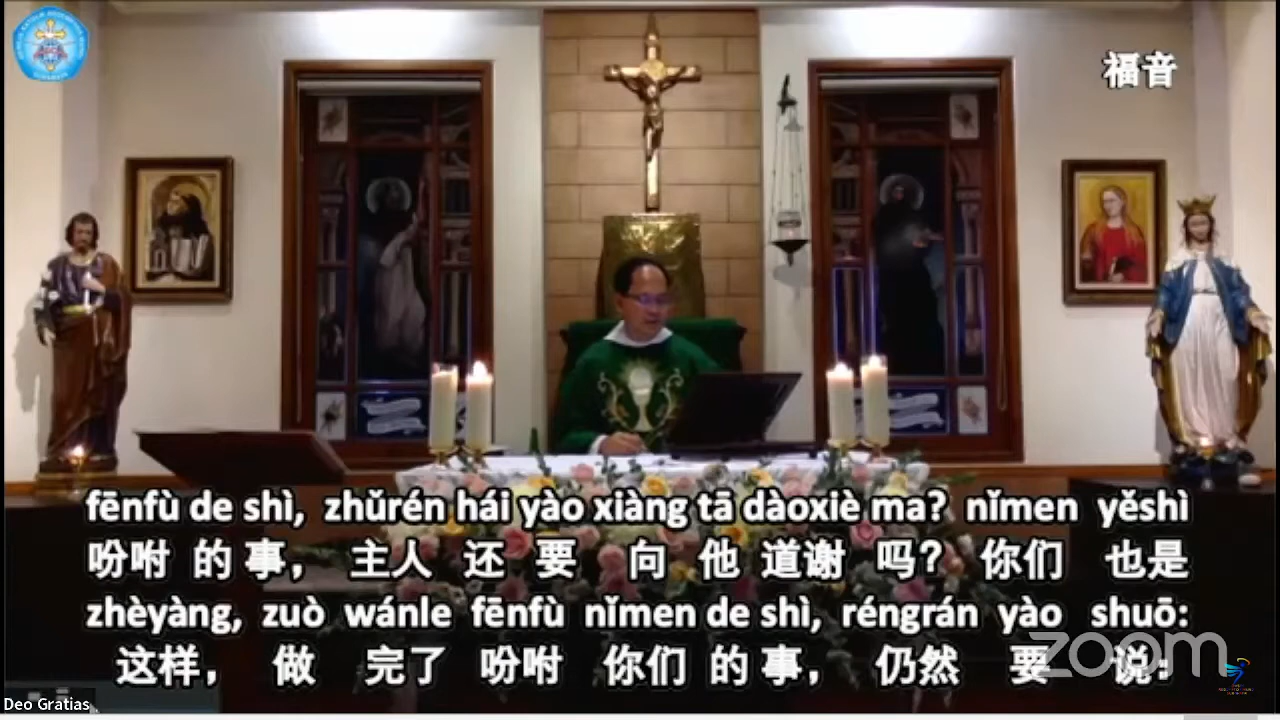 福音
fēnfù de shì, zhǔrén hái yào xiàng tā dàoxiè ma? nǐmen yěshì
吩咐 的 事， 主人 还 要 向 他 道谢 吗？ 你们 也是
zhèyàng, zuò wánle fēnfù nǐmen de shì, réngrán yào shuō:
这样， 做 完了 吩咐 你们 的 事， 仍然 要 说：
zoom
Deo Gratias